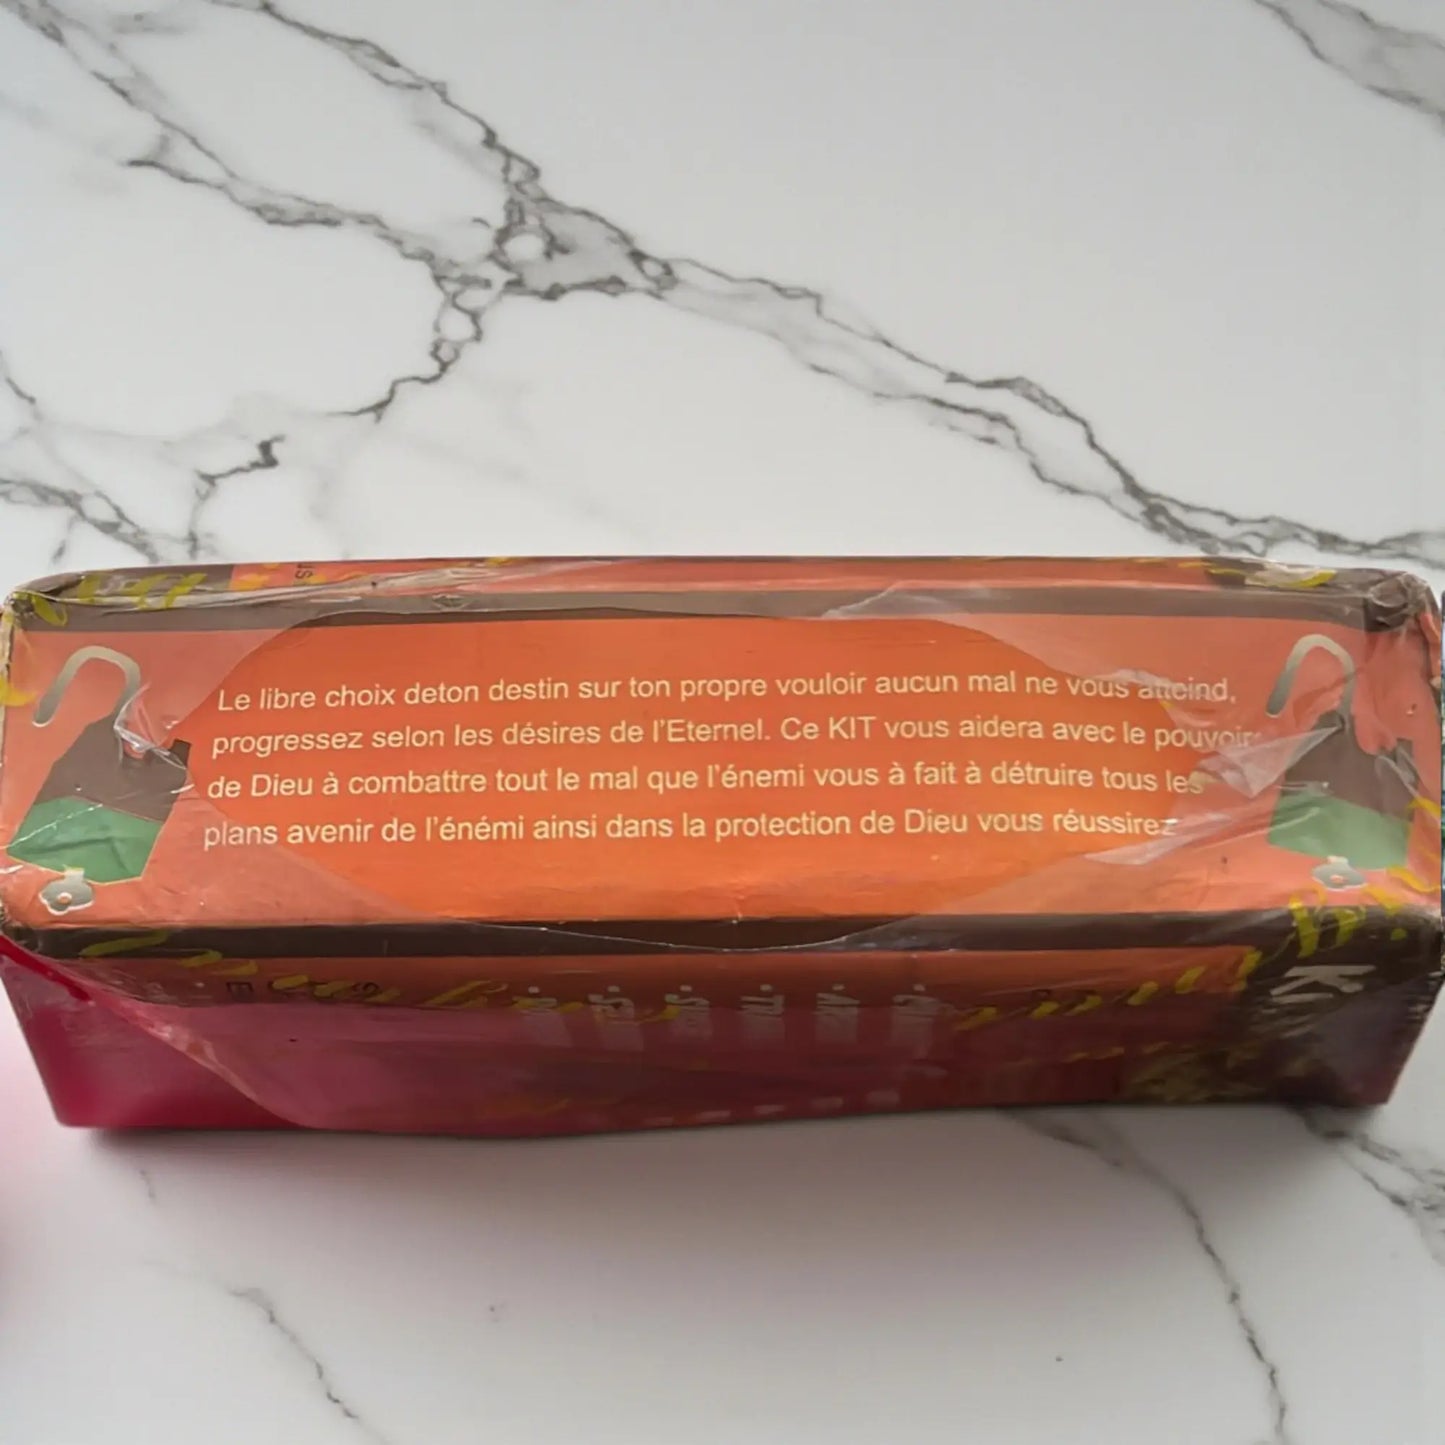 Le libre choix deton destin sur ton propre vouloir aucun mal ne vous atteind,
progressez selon les désires de l'Eternel. Ce KIT vous aidera avec le pouvoir
de Dieu à combattre tout le mal que l'énemi vous à fait à détruire tous les
plans avenir de l'énémi ainsi dans la protection de Dieu vous réussirez